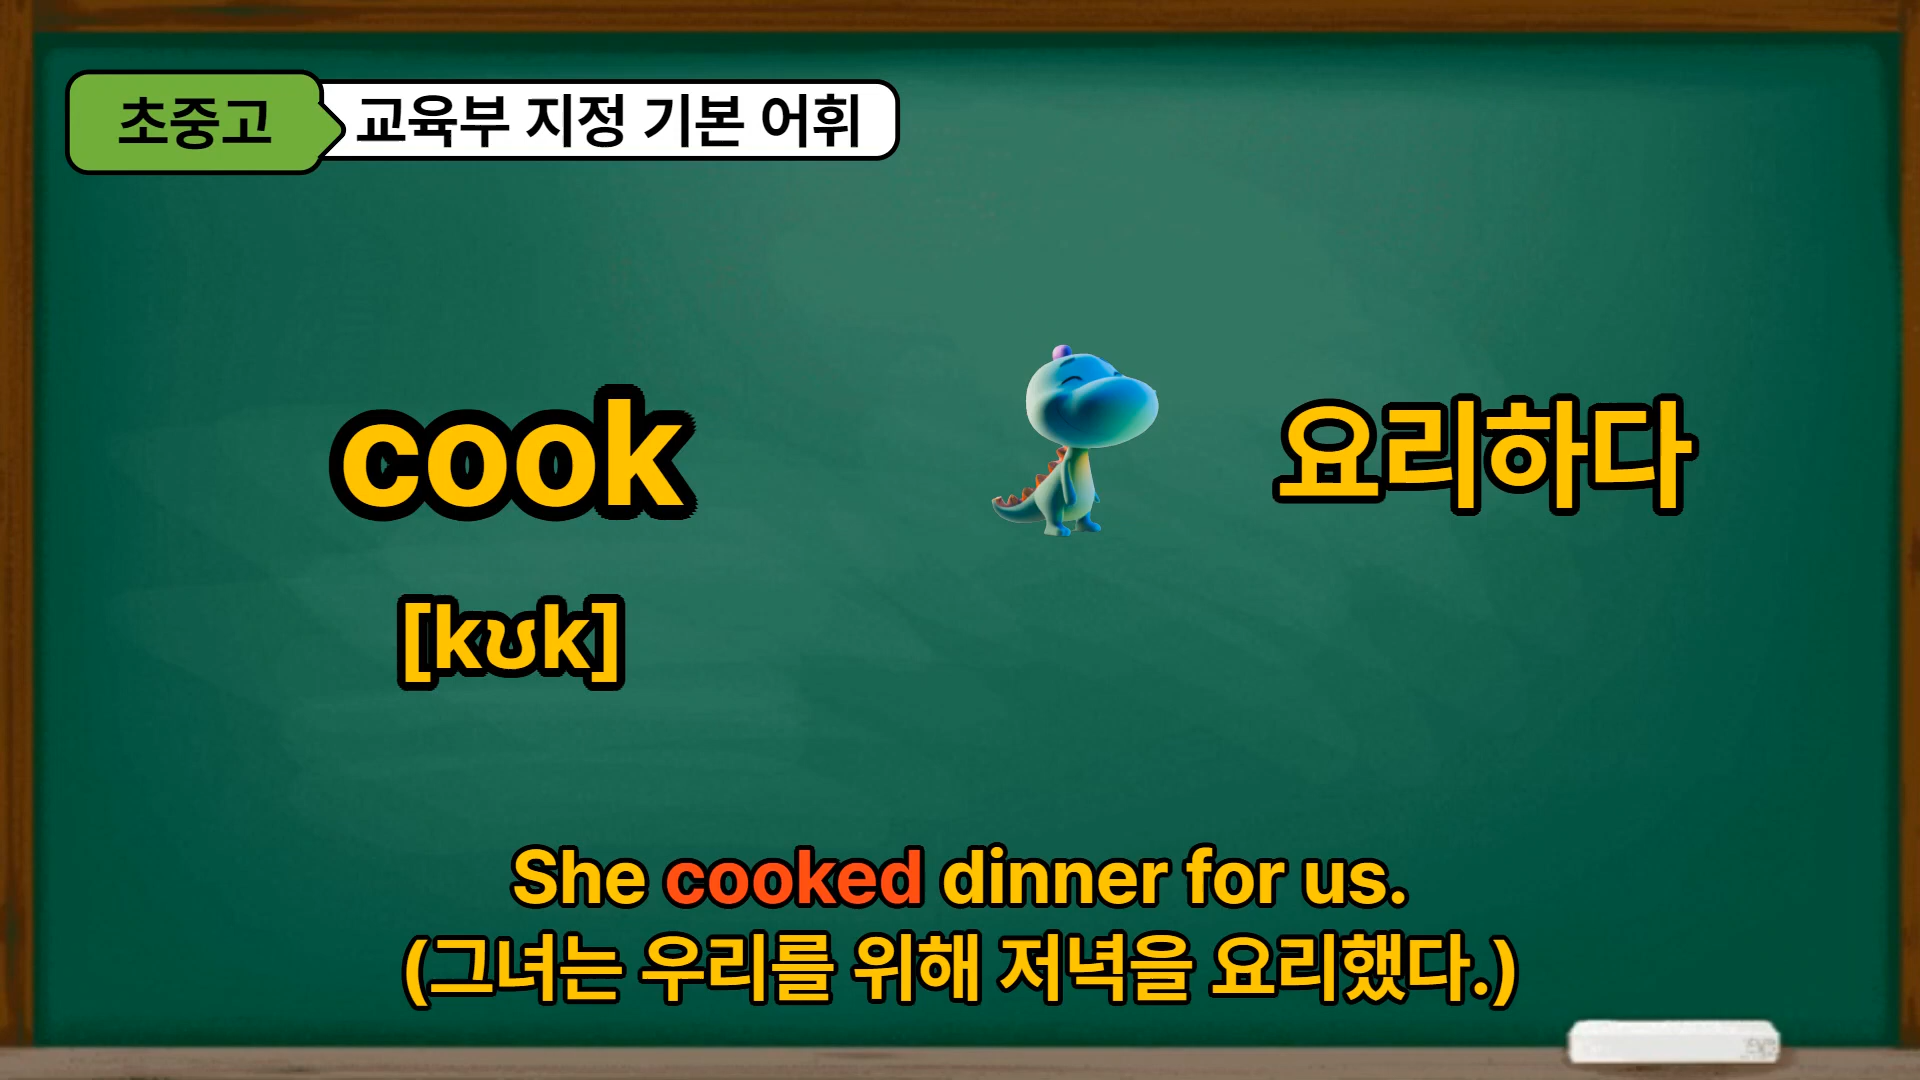 초중고 교육부 지정 기본 어휘
cook 요리하다
[kʊk]
She cooked dinner for us.
(그녀는 우리를 위해 저녁을 요리했다.)